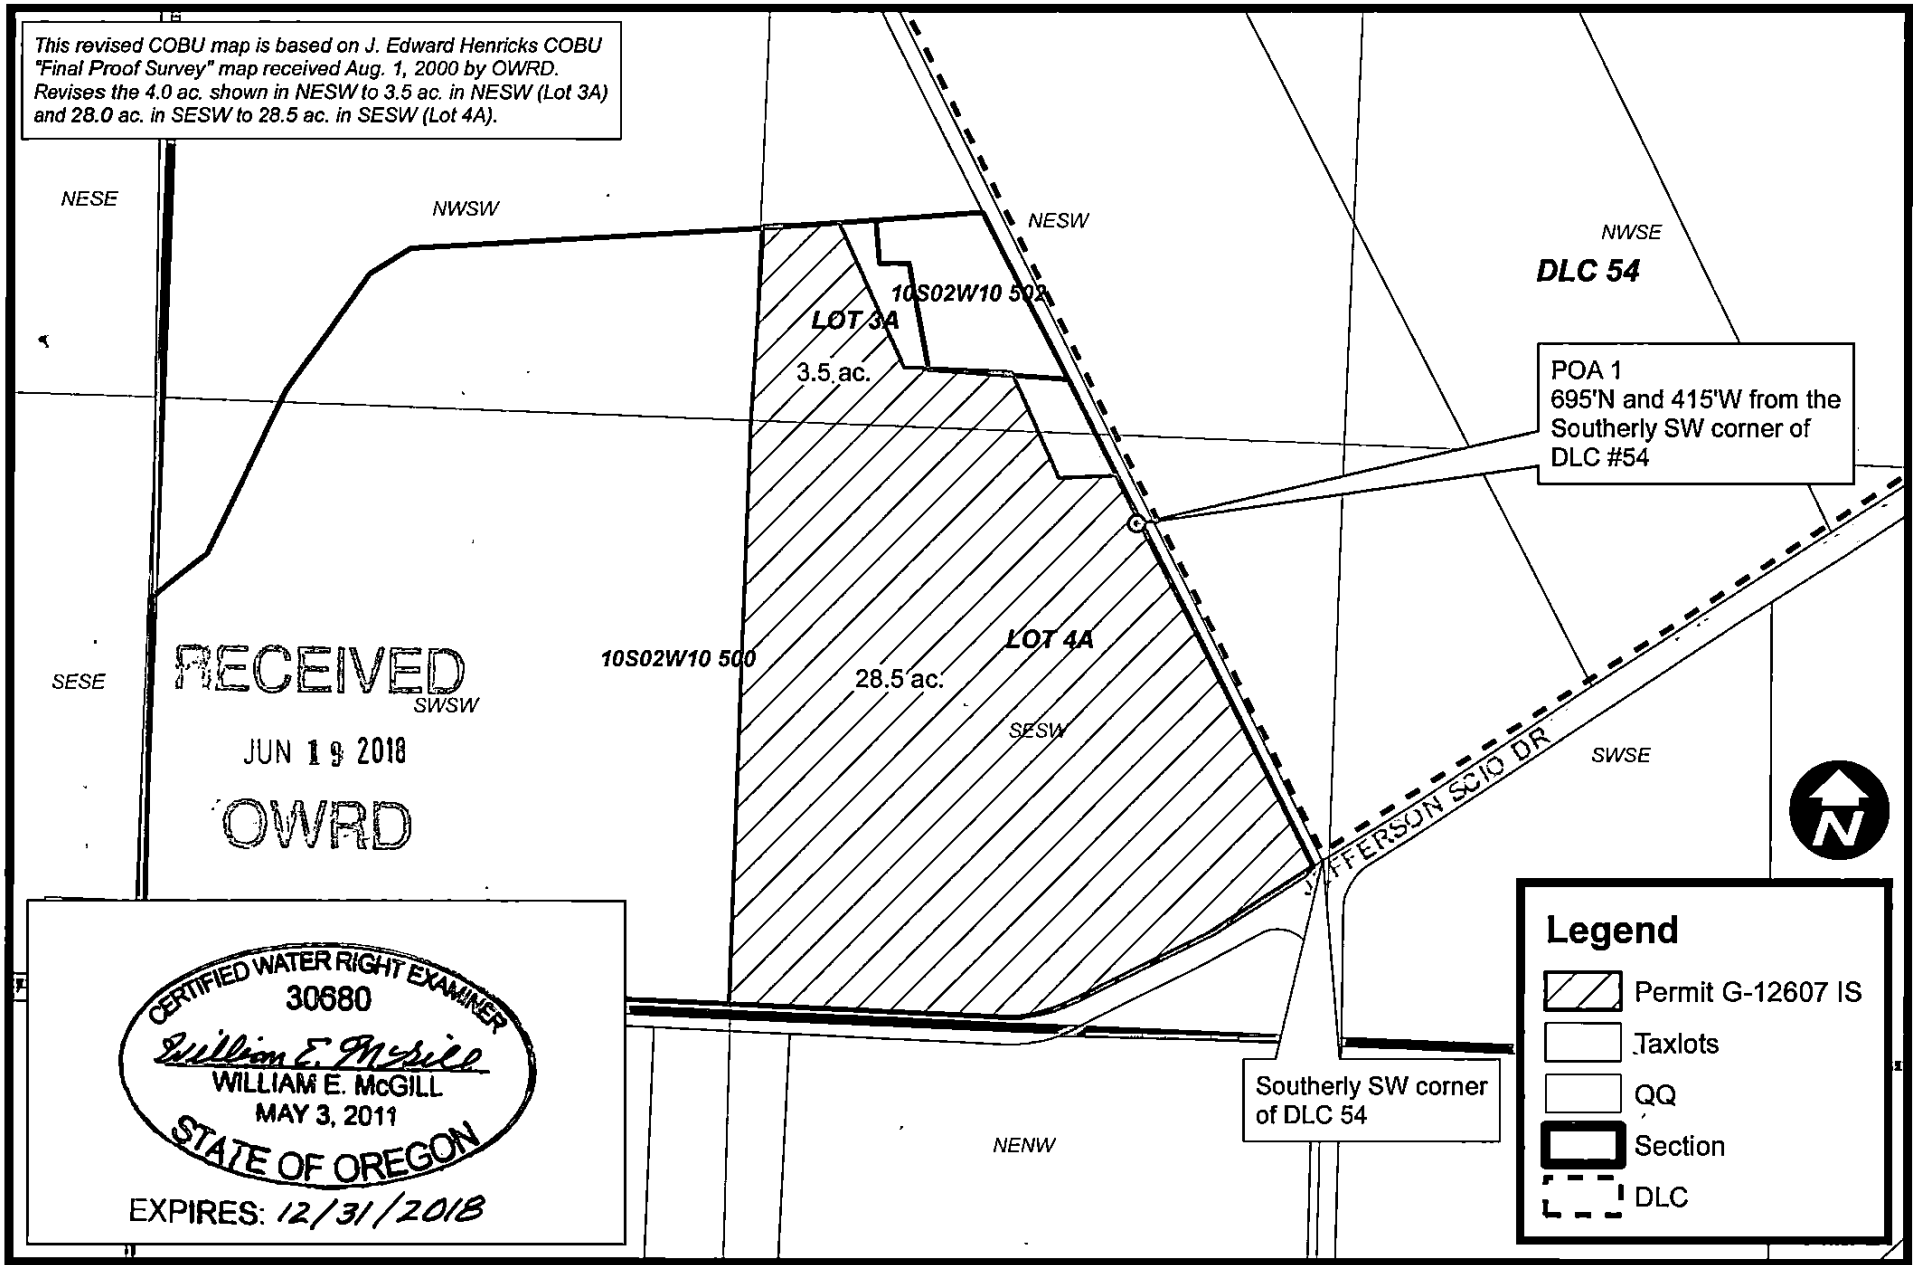 This revised COBU map is based on J. Edward Henricks COBU
"Final Proof Survey" map received Aug. 1, 2000 by OWRD.
Revises the 4.0 ac. shown in NESW to 3.5 ac. in NESW (Lot 3A)
and 28.0 ac. in SESW to 28.5 ac. in SESW (Lot 4A).
NESE
NWSW
NESW
NWSE
DLC 54
10S02W10 502
LOT 3A
3.5 ac.
POA 1
695'N and 415'W from the
Southerly SW corner of
DLC #54
LOT 4A
10S02W10 500
28.5 ac.
SESE
RECEIVED
SWSW
SESW
JUN 19 2018
OWRD
SWSE
JEFFERSON SCIO DR
N
CERTIFIED WATER RIGHT EXAMINER
30680
William E. McGill
WILLIAM E. McGILL
MAY 3, 2011
STATE OF OREGON
EXPIRES: 12/31/2018
Southerly SW corner
of DLC 54
NENW
Legend
Permit G-12607 IS
Taxlots
QQ
Section
DLC